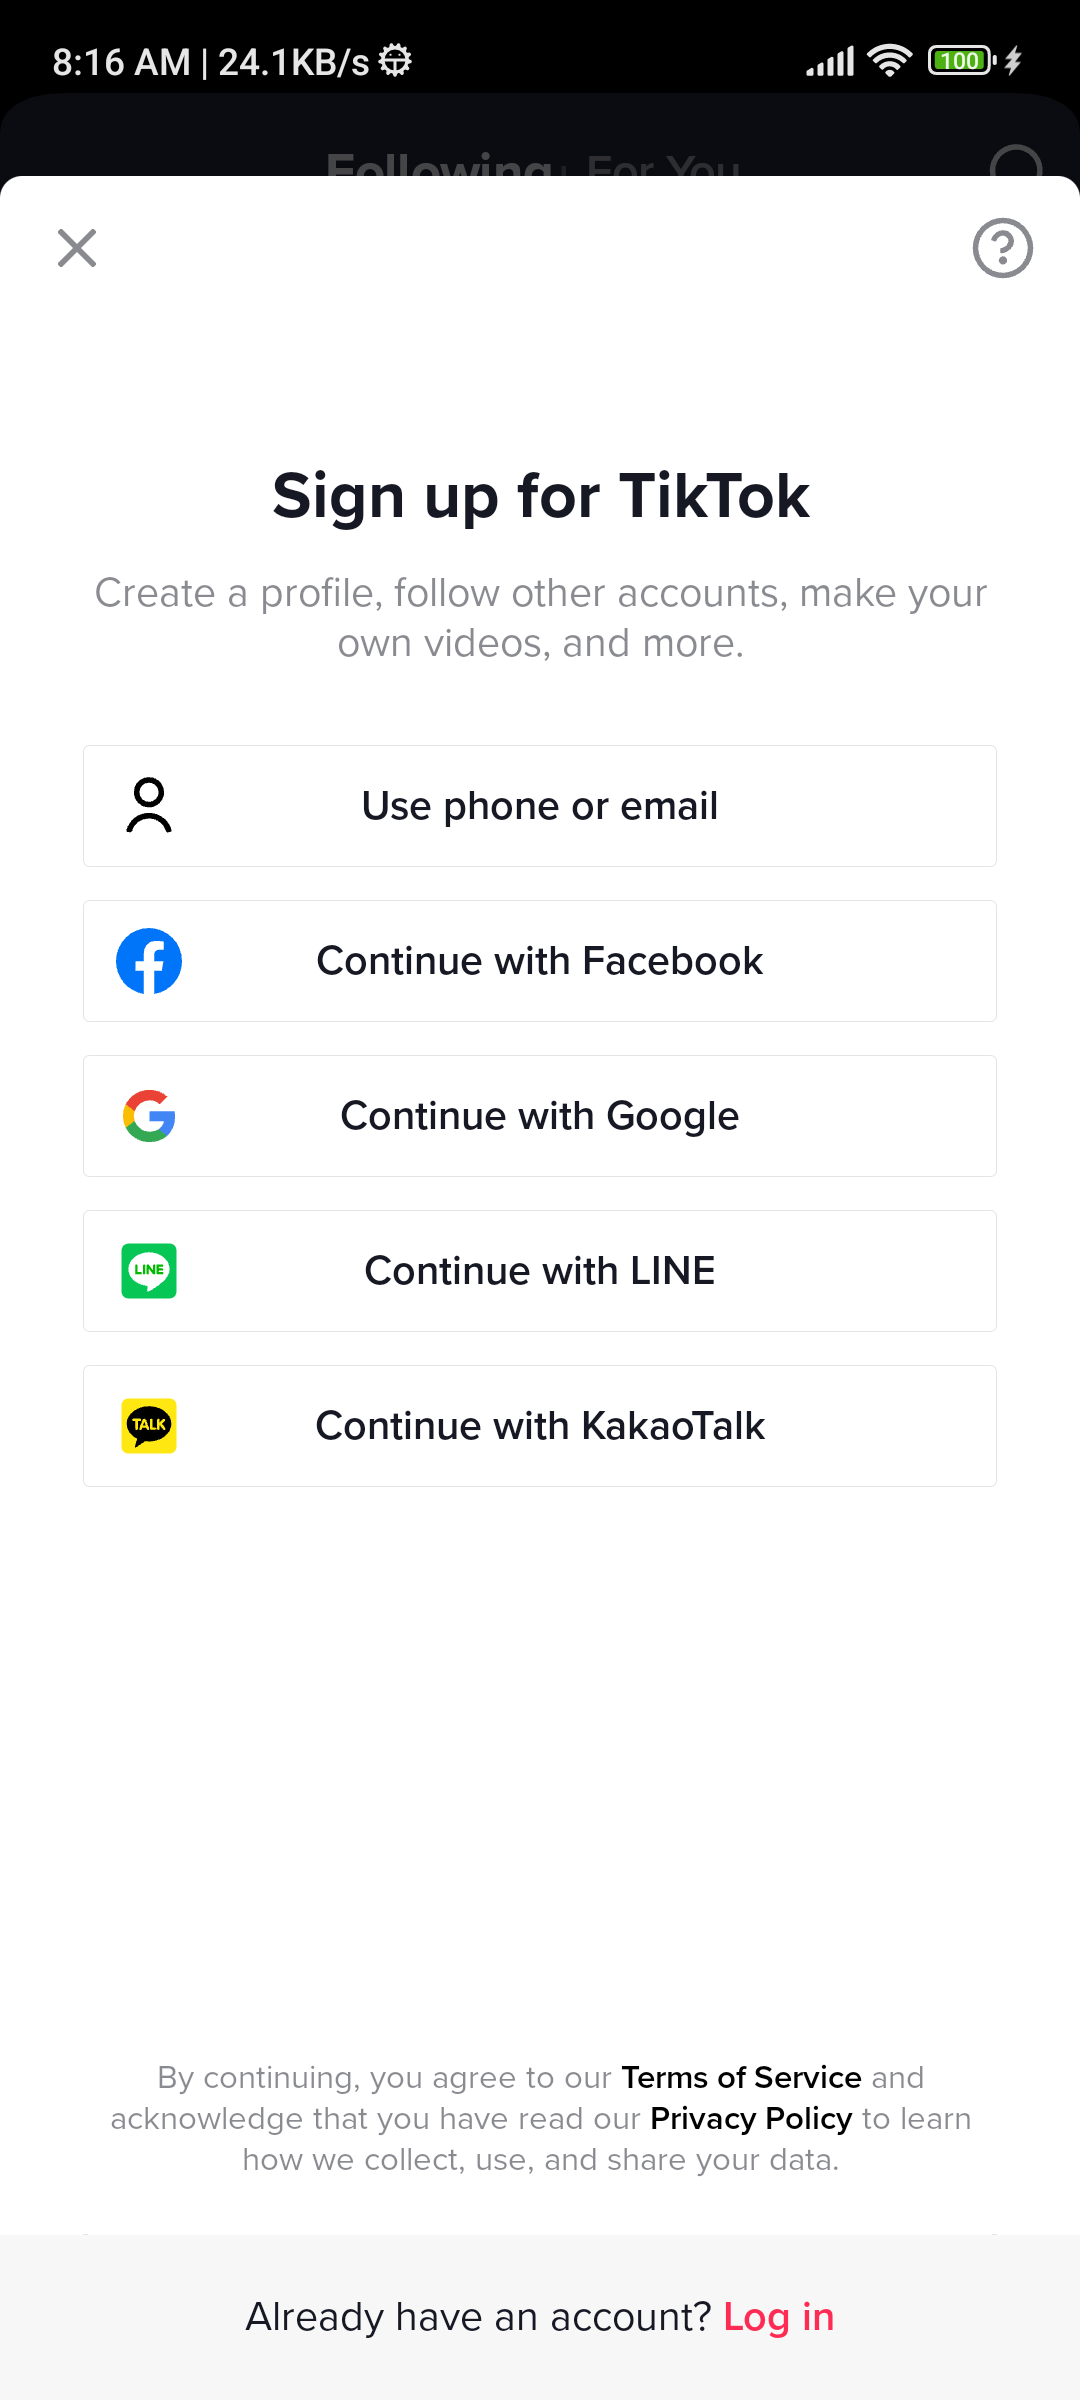 8:16 AM | 24.1KB/s
100
Following
For You
Sign up for TikTok
Create a profile, follow other accounts, make your
own videos, and more.
Use phone or email
Continue with Facebook
Continue with Google
LINE
Continue with LINE
TALK
Continue with KakaoTalk
By continuing, you agree to our Terms of Service and
acknowledge that you have read our Privacy Policy to learn
how we collect, use, and share your data.
Already have an account? Log in